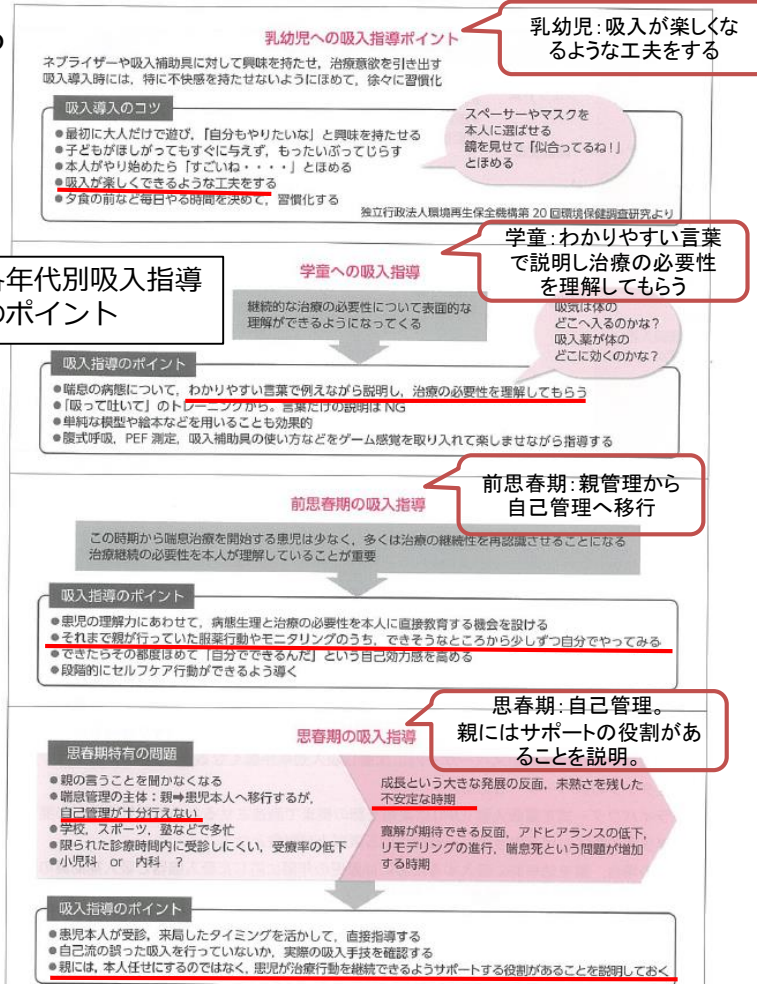 る
乳幼児への吸入指導ポイント
乳幼児：吸入が楽しくな
るような工夫をする
ネブライザーや吸入補助具に対して興味を持たせ，治療意欲を引き出す
吸入導入時には，特に不快感を持たせないようにほめて，徐々に習慣化
吸入導入のコツ
●最初に大人だけで遊び，「自分もやりたいな」と興味を持たせる
●子どもがほしがってもすぐに与えず，もったいぶってじらす
●本人がやり始めたら「すごいね・・・・」とほめる
●吸入が楽しくできるような工夫をする
●夕食の前など毎日やる時間を決めて，習慣化する
スペーサーやマスクを
本人に選ばせる
鏡を見せて「似合ってるね！」
とほめる
独立行政法人環境再生保全機構第 20 回環境保健調査研究より
年代別吸入指導
のポイント
学童への吸入指導
学童：わかりやすい言葉
で説明し治療の必要性
を理解してもらう
継続的な治療の必要性について表面的な
理解ができるようになってくる
吸気は体の
どこへ入るのかな？
吸入薬が体の
どこに効くのかな？
吸入指導のポイント
●喘息の病態について，わかりやすい言葉で例えながら説明し，治療の必要性を理解してもらう
●「吸って吐いて」のトレーニングから。言葉だけの説明は NG
●単純な模型や絵本などを用いることも効果的
●腹式呼吸，PEF 測定，吸入補助具の使い方などをゲーム感覚を取り入れて楽しませながら指導する
前思春期の吸入指導
前思春期：親管理から
自己管理へ移行
この時期から喘息治療を開始する患児は少なく，多くは治療の継続性を再認識させることになる
治療継続の必要性を本人が理解していることが重要
吸入指導のポイント
●患児の理解力にあわせて，病態生理と治療の必要性を本人に直接教育する機会を設ける
●それまで親が行っていた服薬行動やモニタリングのうち，できそうなところから少しずつ自分でやってみる
●できたらその都度ほめて「自分でできるんだ」という自己効力感を高める
●段階的にセルフケア行動ができるよう導く
思春期の吸入指導
思春期：自己管理。
親にはサポートの役割があ
ることを説明。
思春期特有の問題
●親の言うことを聞かなくなる
●喘息管理の主体：親➡患児本人へ移行するが，
自己管理が十分行えない
●学校，スポーツ，塾などで多忙
●限られた診療時間内に受診しにくい，受療率の低下
●小児科 or 内科 ？
成長という大きな発展の反面，未熟さを残した
不安定な時期
寛解が期待できる反面，アドヒアランスの低下，
リモデリングの進行，喘息死という問題が増加
する時期
吸入指導のポイント
●患児本人が受診，来局したタイミングを活かして，直接指導する
●自己流の誤った吸入を行っていないか，実際の吸入手技を確認する
●親には，本人任せにするのではなく，患児が治療行動を継続できるようサポートする役割があることを説明しておく